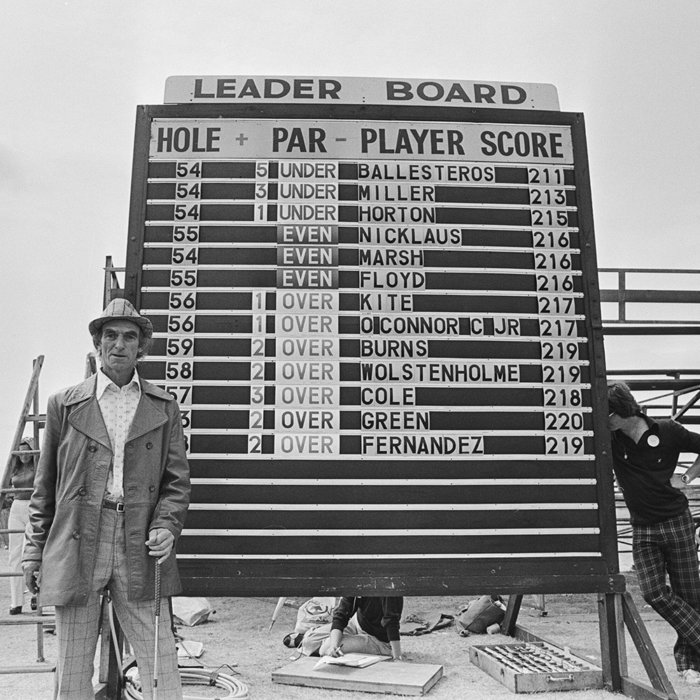 LEADER BOARD
HOLE + PAR - PLAYER SCORE
54 5 UNDER BALLESTEROS 211
54 3 UNDER MILLER 213
54 1 UNDER HORTON 215
55 EVEN NICKLAUS 216
54 EVEN MARSH 216
55 EVEN FLOYD 216
56 1 OVER KITE 217
56 1 OVER O CONNOR C JR 217
59 2 OVER BURNS 219
58 2 OVER WOLSTENHOLME 219
57 3 OVER COLE 218
2 OVER GREEN 220
2 OVER FERNANDEZ 219